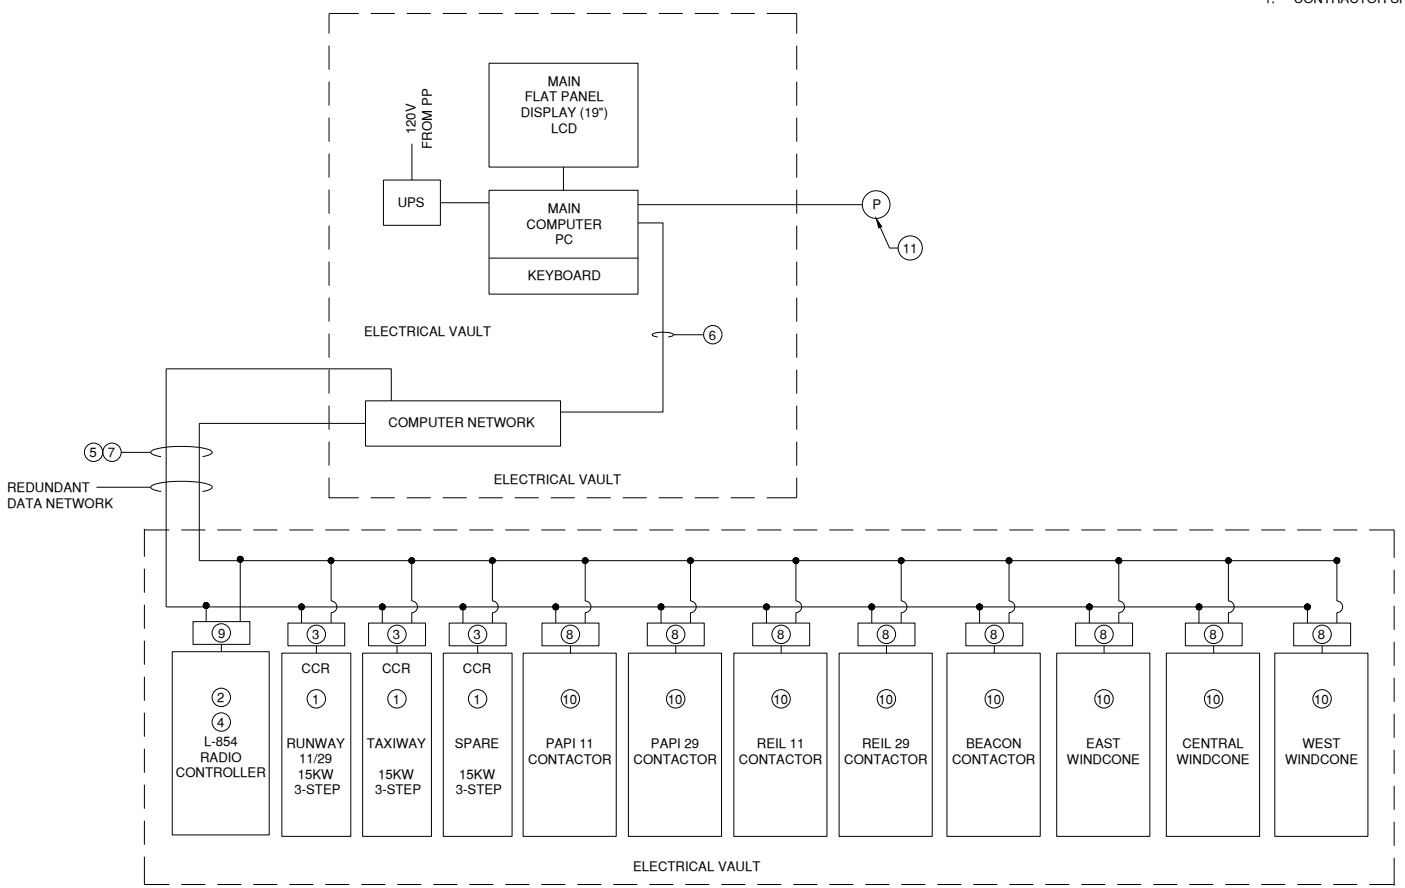 1. CONTRACTOR
MAIN
FLAT PANEL
DISPLAY (19")
LCD
120V
FROM PP
UPS
MAIN
COMPUTER
PC
KEYBOARD
P
11
ELECTRICAL VAULT
6
COMPUTER NETWORK
5 7
ELECTRICAL VAULT
REDUNDANT
DATA NETWORK
9 3 3 3 8 8 8 8 8 8 8 8
2
4
L-854
RADIO
CONTROLLER
CCR
1
RUNWAY
11/29
15KW
3-STEP
CCR
1
TAXIWAY
15KW
3-STEP
CCR
1
SPARE
15KW
3-STEP
10
PAPI 11
CONTACTOR
10
PAPI 29
CONTACTOR
10
REIL 11
CONTACTOR
10
REIL 29
CONTACTOR
10
BEACON
CONTACTOR
10
EAST
WINDCONE
10
CENTRAL
WINDCONE
10
WEST
WINDCONE
ELECTRICAL VAULT